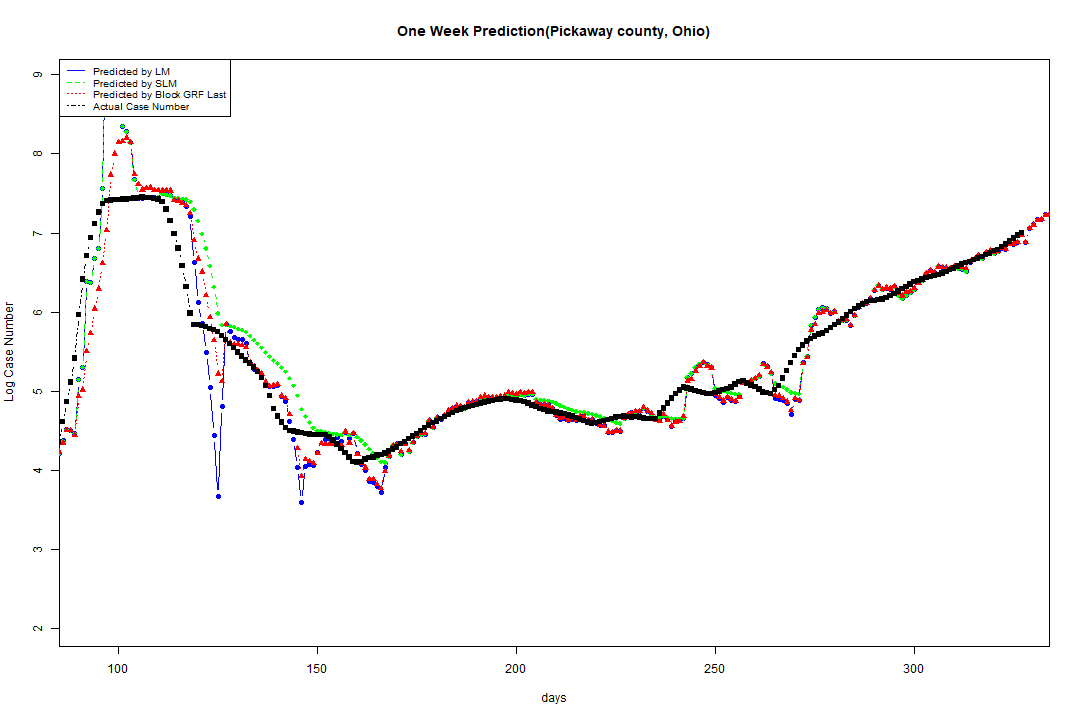 One Week Prediction(Pickaway county, Ohio)
Predicted by LM
Predicted by SLM
Predicted by Block GRF Last
Actual Case Number
9
8
7
6
5
4
3
2
Log Case Number
100 150 200 250 300
days